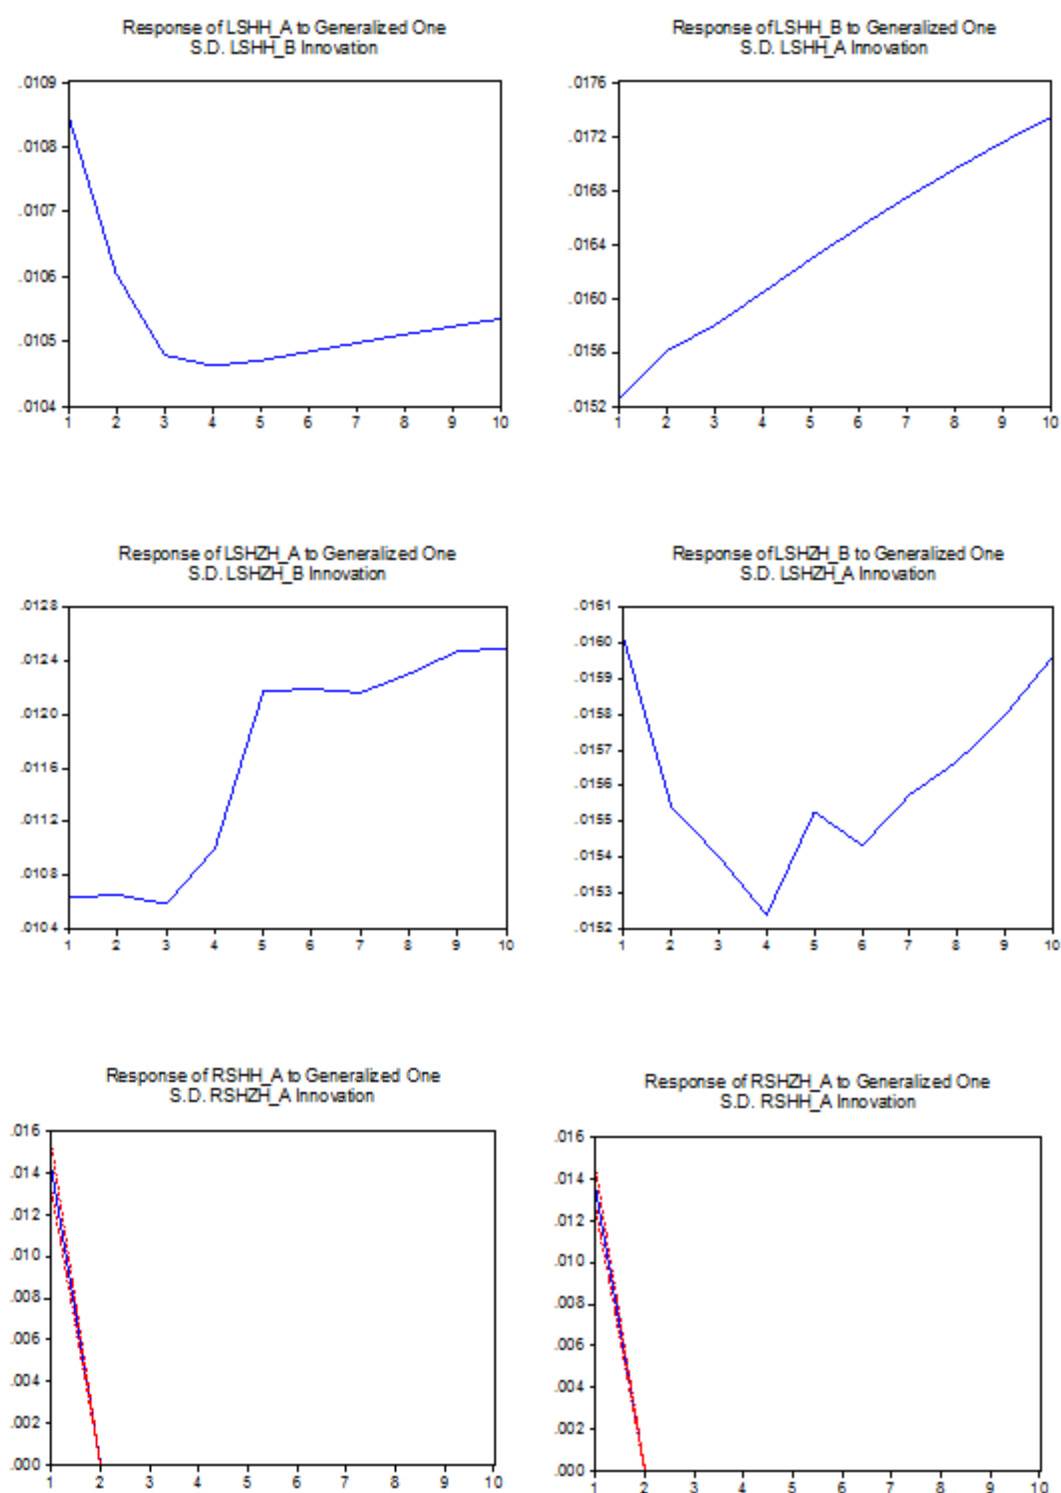 Response of LSHH_A to Generalized One
S.D. LSHH_B Innovation
.0109
.0108
.0107
.0106
.0105
.0104
1 2 3 4 5 6 7 8 9 10
Response of LSHH_B to Generalized One
S.D. LSHH_A Innovation
.0176
.0172
.0168
.0164
.0160
.0156
.0152
1 2 3 4 5 6 7 8 9 10
Response of LSHZH_A to Generalized One
S.D. LSHZH_B Innovation
.0128
.0124
.0120
.0116
.0112
.0108
.0104
1 2 3 4 5 6 7 8 9 10
Response of LSHZH_B to Generalized One
S.D. LSHZH_A Innovation
.0161
.0160
.0159
.0158
.0157
.0156
.0155
.0154
.0153
.0152
1 2 3 4 5 6 7 8 9 10
Response of RSHH_A to Generalized One
S.D. RSHZH_A Innovation
.016
.014
.012
.010
.008
.006
.004
.002
.000
1 2 3 4 5 6 7 8 9 10
Response of RSHZH_A to Generalized One
S.D. RSHH_A Innovation
.016
.014
.012
.010
.008
.006
.004
.002
.000
1 2 3 4 5 6 7 8 9 10